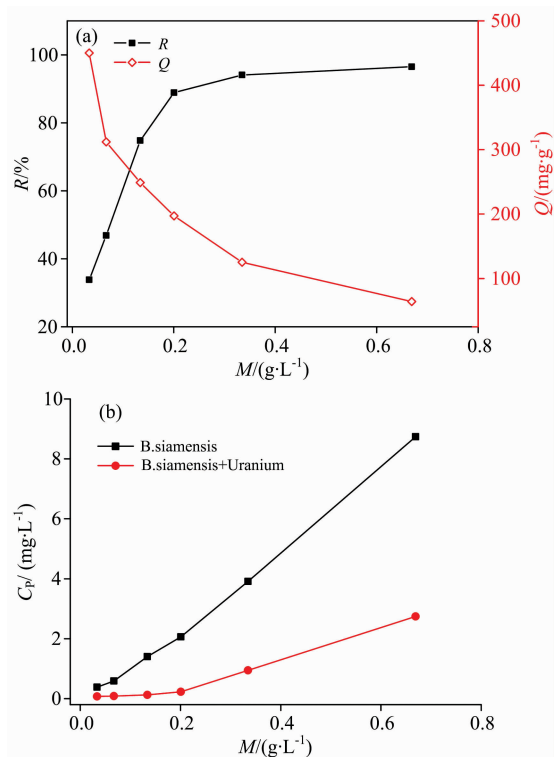 (a)
R
Q
100
80
60
40
20
R/%
500
400
300
200
100
Q/(mg·g-1)
0.0 0.2 0.4 0.6 0.8
M/(g·L-1)
(b)
B.siamensis
B.siamensis+Uranium
10
8
6
4
2
0
CP/ (mg·L-1)
0.0 0.2 0.4 0.6 0.8
M/(g·L-1)